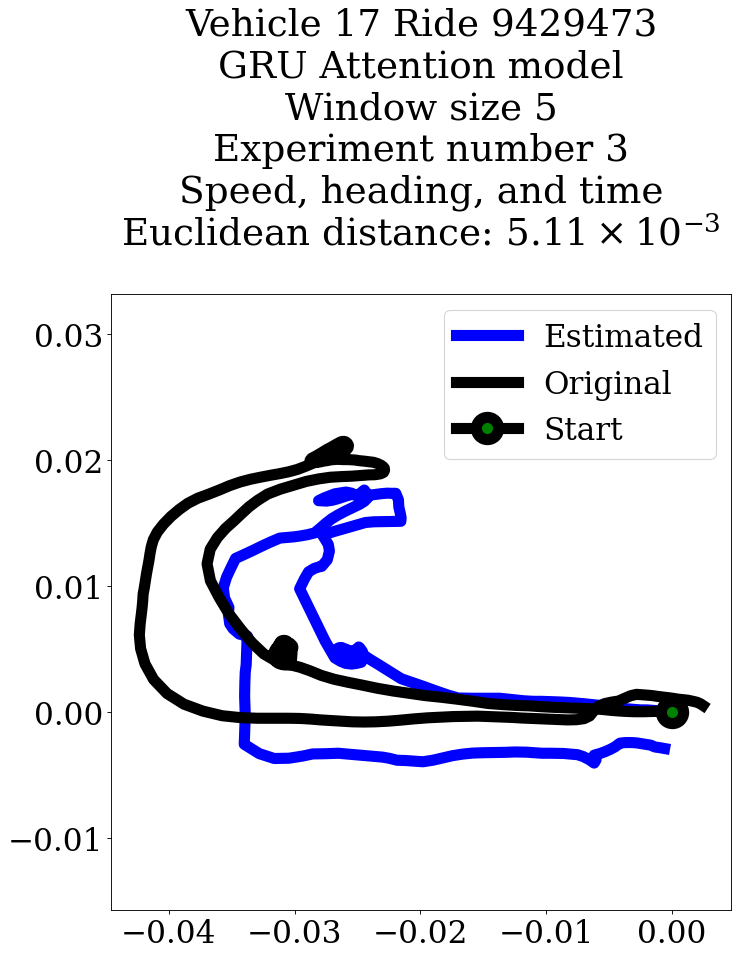 Vehicle 17 Ride 9429473
GRU Attention model
Window size 5
Experiment number 3
Speed, heading, and time
Euclidean distance: 5.11 × 10⁻³
Estimated
Original
Start
0.03
0.02
0.01
0.00
−0.01
−0.04 −0.03 −0.02 −0.01 0.00